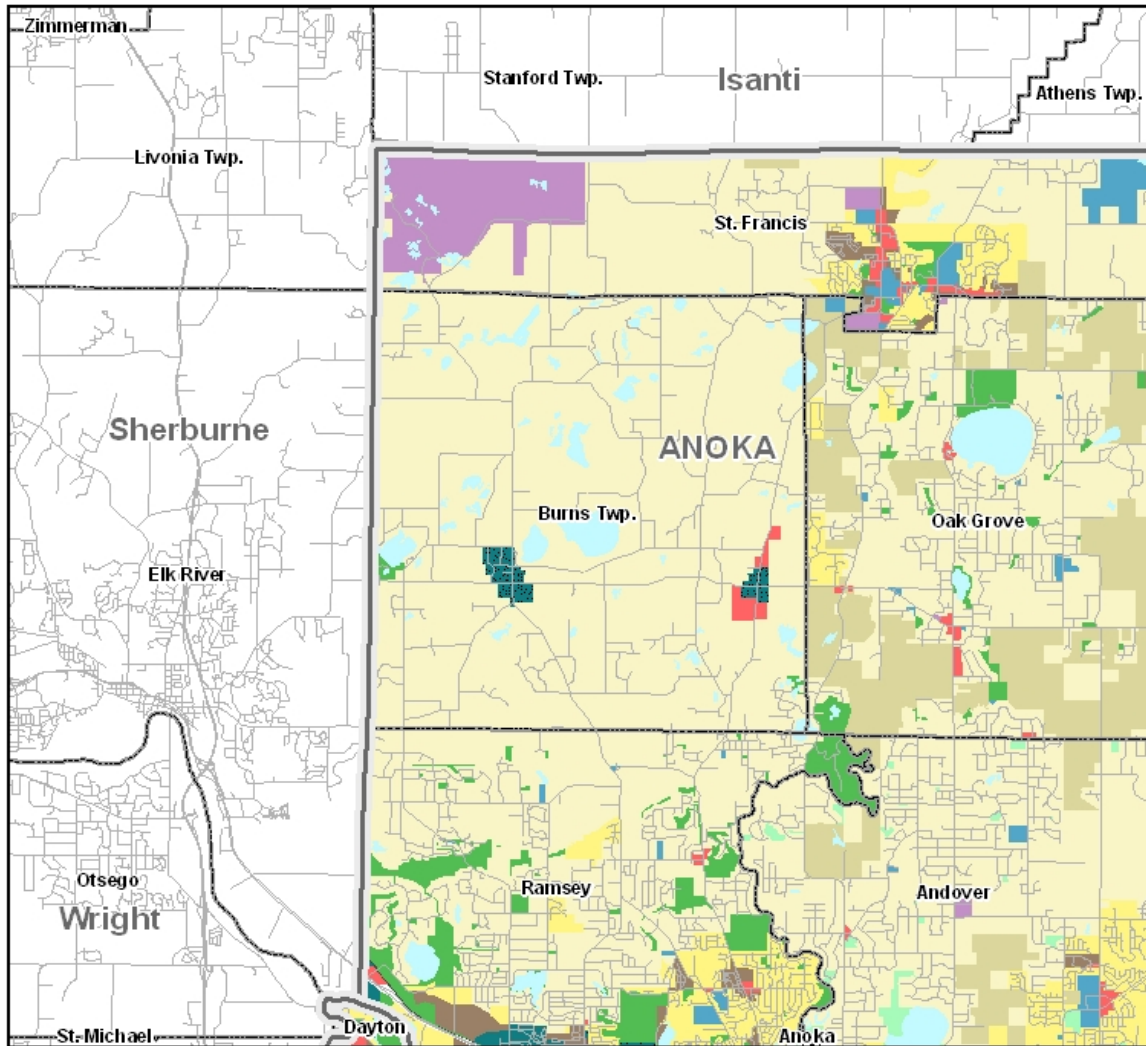 Zimmerman
Stanford Twp.
Isanti
Athens Twp.
Livonia Twp.
St. Francis
Sherburne
ANOKA
Burns Twp.
Oak Grove
Elk River
Otsego
Ramsey
Andover
Wright
St. Michael
Dayton
Anoka